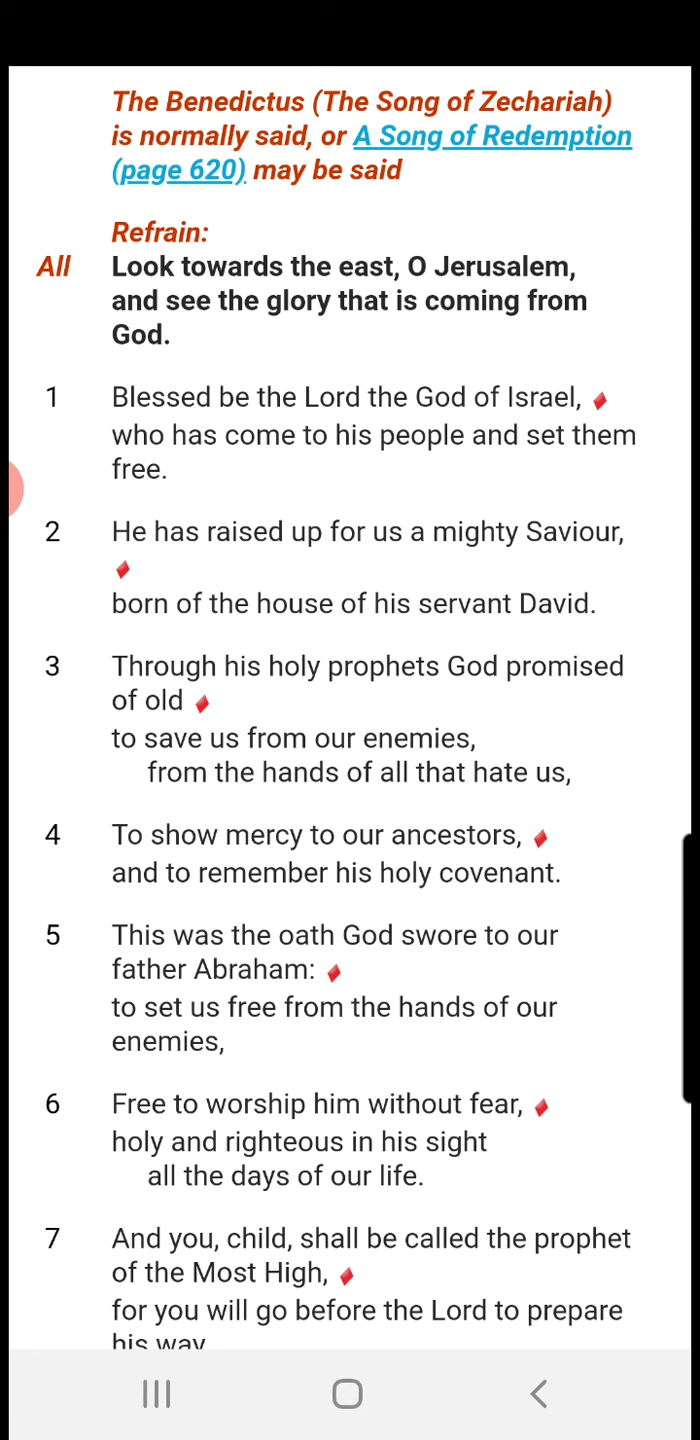 The Benedictus (The Song of Zechariah)
is normally said, or A Song of Redemption
(page 620) may be said
Refrain:
All Look towards the east, O Jerusalem,
and see the glory that is coming from
God.
1 Blessed be the Lord the God of Israel, ♦
who has come to his people and set them
free.
2 He has raised up for us a mighty Saviour,
♦
born of the house of his servant David.
3 Through his holy prophets God promised
of old ♦
to save us from our enemies,
from the hands of all that hate us,
4 To show mercy to our ancestors, ♦
and to remember his holy covenant.
5 This was the oath God swore to our
father Abraham: ♦
to set us free from the hands of our
enemies,
6 Free to worship him without fear, ♦
holy and righteous in his sight
all the days of our life.
7 And you, child, shall be called the prophet
of the Most High, ♦
for you will go before the Lord to prepare
his way